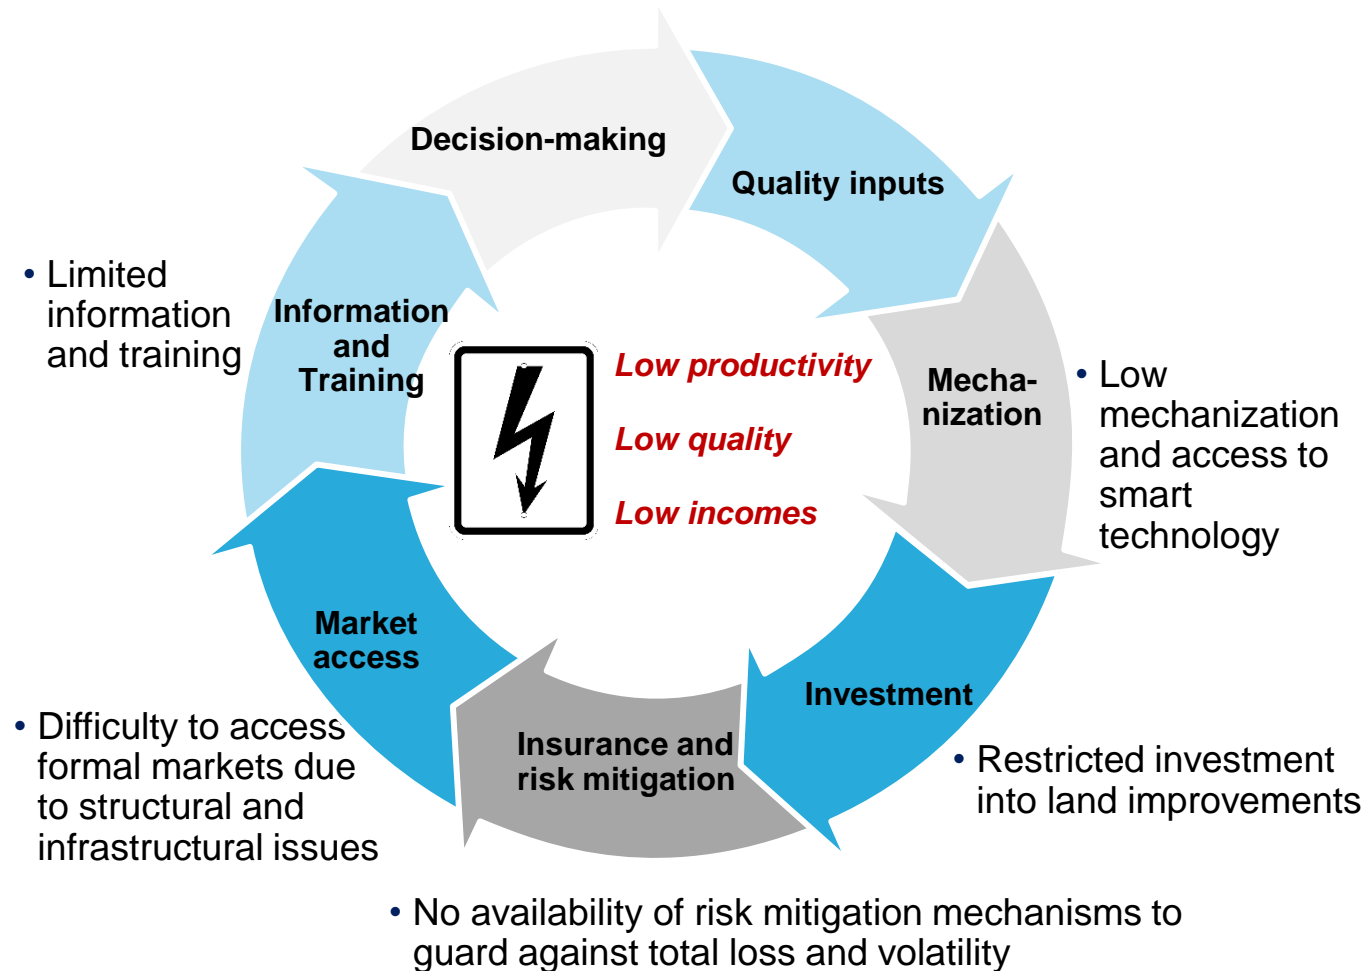 Decision-making
Quality inputs
• Limited
information
and training
Information
and
Training
Low productivity
Low quality
Low incomes
Mecha-
nization
• Low
mechanization
and access to
smart
technology
Market
access
Investment
• Difficulty to access
formal markets due
to structural and
infrastructural issues
Insurance and
risk mitigation
• Restricted investment
into land improvements
• No availability of risk mitigation mechanisms to
guard against total loss and volatility